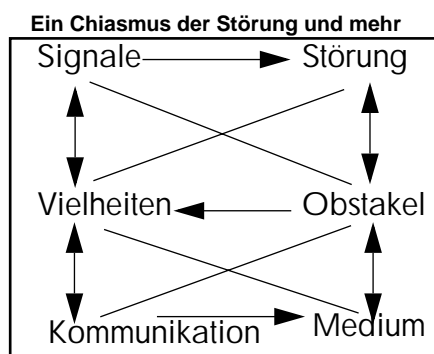 Ein Chiasmus der Störung und mehr
Signale Störung
Vielheiten Obstakel
Kommunikation Medium